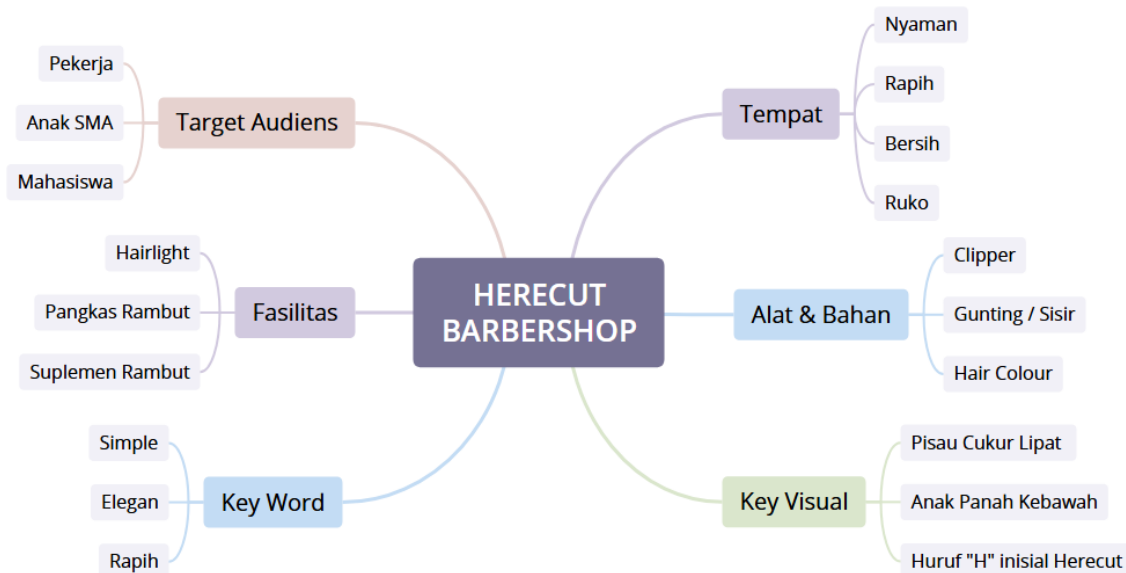 HERECUT
BARBERSHOP
Target Audiens
Pekerja
Anak SMA
Mahasiswa
Fasilitas
Hairlight
Pangkas Rambut
Suplemen Rambut
Key Word
Simple
Elegan
Rapih
Tempat
Nyaman
Rapih
Bersih
Ruko
Alat & Bahan
Clipper
Gunting / Sisir
Hair Colour
Key Visual
Pisau Cukur Lipat
Anak Panah Kebawah
Huruf "H" inisial Herecut